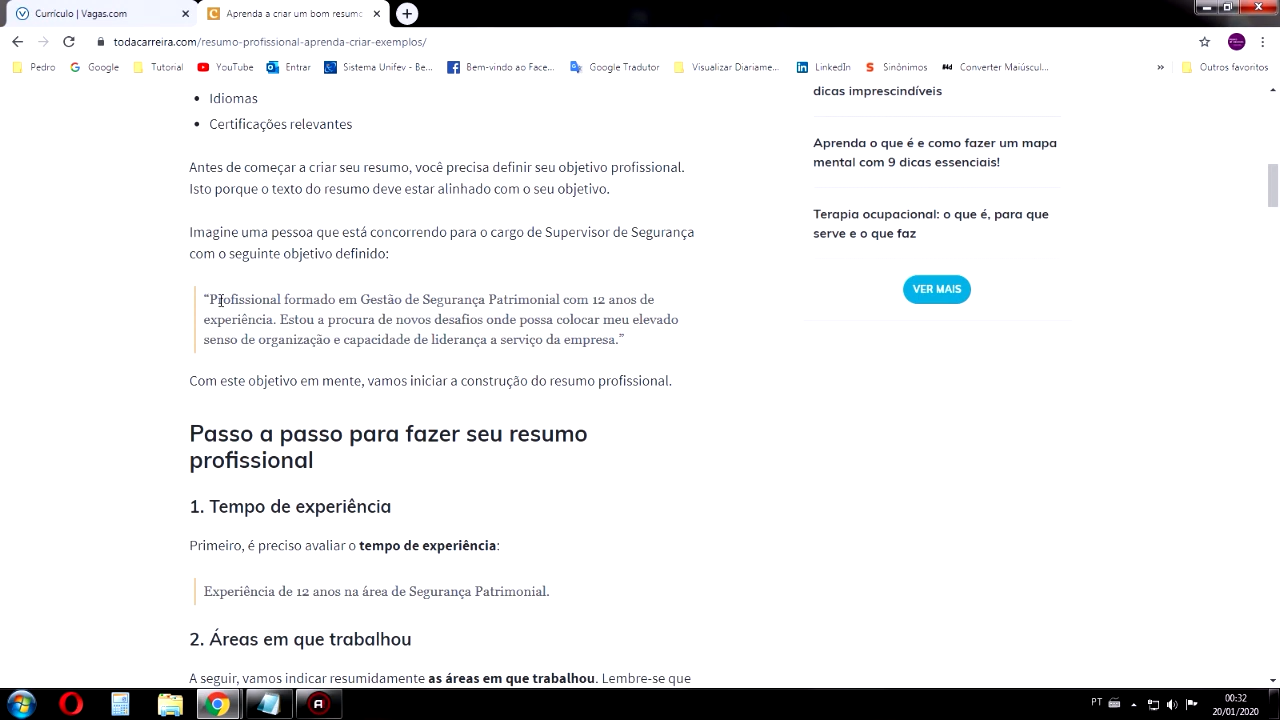 Currículo | Vagas.com
Aprenda a criar um bom resumo
todacarreira.com/resumo-profissional-aprenda-criar-exemplos/
Pedro
Google
Tutorial
YouTube
Entrar
Sistema Unifev - Be...
Bem-vindo ao Face...
Google Tradutor
Visualizar Diariame...
LinkedIn
Sinônimos
Converter Maiúscul...
»
Outros favoritos
• Idiomas
• Certificações relevantes
Antes de começar a criar seu resumo, você precisa definir seu objetivo profissional.
Isto porque o texto do resumo deve estar alinhado com o seu objetivo.
Imagine uma pessoa que está concorrendo para o cargo de Supervisor de Segurança
com o seguinte objetivo definido:
“Profissional formado em Gestão de Segurança Patrimonial com 12 anos de
experiência. Estou a procura de novos desafios onde possa colocar meu elevado
senso de organização e capacidade de liderança a serviço da empresa.”
Com este objetivo em mente, vamos iniciar a construção do resumo profissional.
Passo a passo para fazer seu resumo
profissional
1. Tempo de experiência
Primeiro, é preciso avaliar o tempo de experiência:
Experiência de 12 anos na área de Segurança Patrimonial.
2. Áreas em que trabalhou
A seguir, vamos indicar resumidamente as áreas em que trabalhou. Lembre-se que
dicas imprescindíveis
Aprenda o que é e como fazer um mapa
mental com 9 dicas essenciais!
Terapia ocupacional: o que é, para que
serve e o que faz
VER MAIS
PT
00:32
20/01/2020